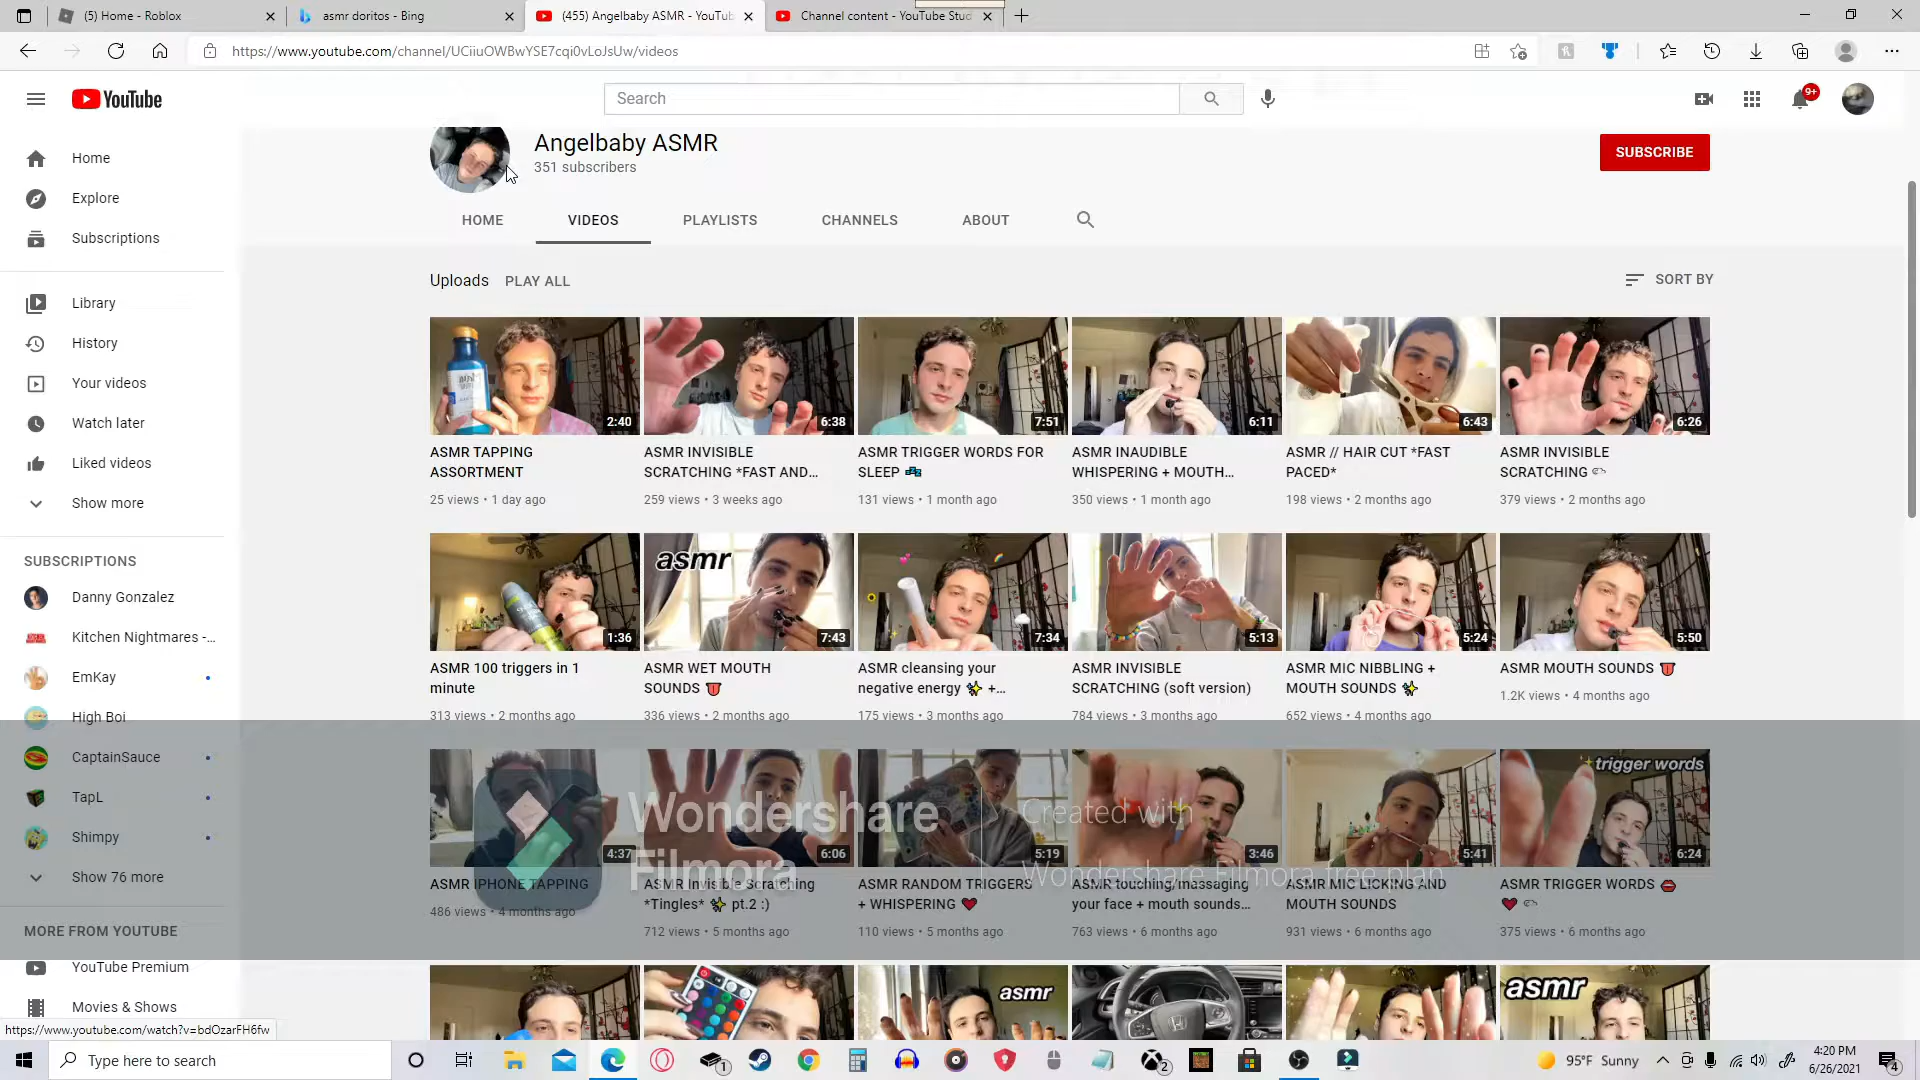 (5) Home - Roblox
asmr doritos - Bing
(455) Angelbaby ASMR - YouTub
Channel content - YouTube Stud
https://www.youtube.com/channel/UCiiuOWBwYSE7cqi0vLoJsUw/videos
YouTube
Search
9+
Home
Explore
Subscriptions
Library
History
Your videos
Watch later
Liked videos
Show more
SUBSCRIPTIONS
Danny Gonzalez
Kitchen Nightmares -...
EmKay
High Boi
CaptainSauce
TapL
Shimpy
Show 76 more
MORE FROM YOUTUBE
YouTube Premium
Movies & Shows
https://www.youtube.com/watch?v=bdOzarFH6fw
Angelbaby ASMR
351 subscribers
SUBSCRIBE
HOME
VIDEOS
PLAYLISTS
CHANNELS
ABOUT
Uploads
PLAY ALL
SORT BY
2:40
6:38
7:51
6:11
6:43
6:26
ASMR TAPPING
ASSORTMENT
25 views • 1 day ago
ASMR INVISIBLE
SCRATCHING *FAST AND...
259 views • 3 weeks ago
ASMR TRIGGER WORDS FOR
SLEEP 💤
131 views • 1 month ago
ASMR INAUDIBLE
WHISPERING + MOUTH...
350 views • 1 month ago
ASMR // HAIR CUT *FAST
PACED*
198 views • 2 months ago
ASMR INVISIBLE
SCRATCHING
379 views • 2 months ago
1:36
asmr
7:43
7:34
5:13
5:24
5:50
ASMR 100 triggers in 1
minute
313 views • 2 months ago
ASMR WET MOUTH
SOUNDS 👅
336 views • 2 months ago
ASMR cleansing your
negative energy ✨ +...
175 views • 3 months ago
ASMR INVISIBLE
SCRATCHING (soft version)
784 views • 3 months ago
ASMR MIC NIBBLING +
MOUTH SOUNDS ✨
652 views • 4 months ago
ASMR MOUTH SOUNDS 👅
1.2K views • 4 months ago
4:37
6:06
5:19
3:46
5:41
trigger words
6:24
Wondershare
Filmora
Created with
Wondershare Filmora free plan
ASMR IPHONE TAPPING
486 views • 4 months ago
ASMR Invisible Scratching
*Tingles* ✨ pt.2 :)
712 views • 5 months ago
ASMR RANDOM TRIGGERS
+ WHISPERING ❤️
110 views • 5 months ago
ASMR touching/massaging
your face + mouth sounds...
763 views • 6 months ago
ASMR MIC LICKING AND
MOUTH SOUNDS
931 views • 6 months ago
ASMR TRIGGER WORDS 👄
❤️
375 views • 6 months ago
asmr
asmr
Type here to search
1
2
95°F Sunny
4:20 PM
6/26/2021
4